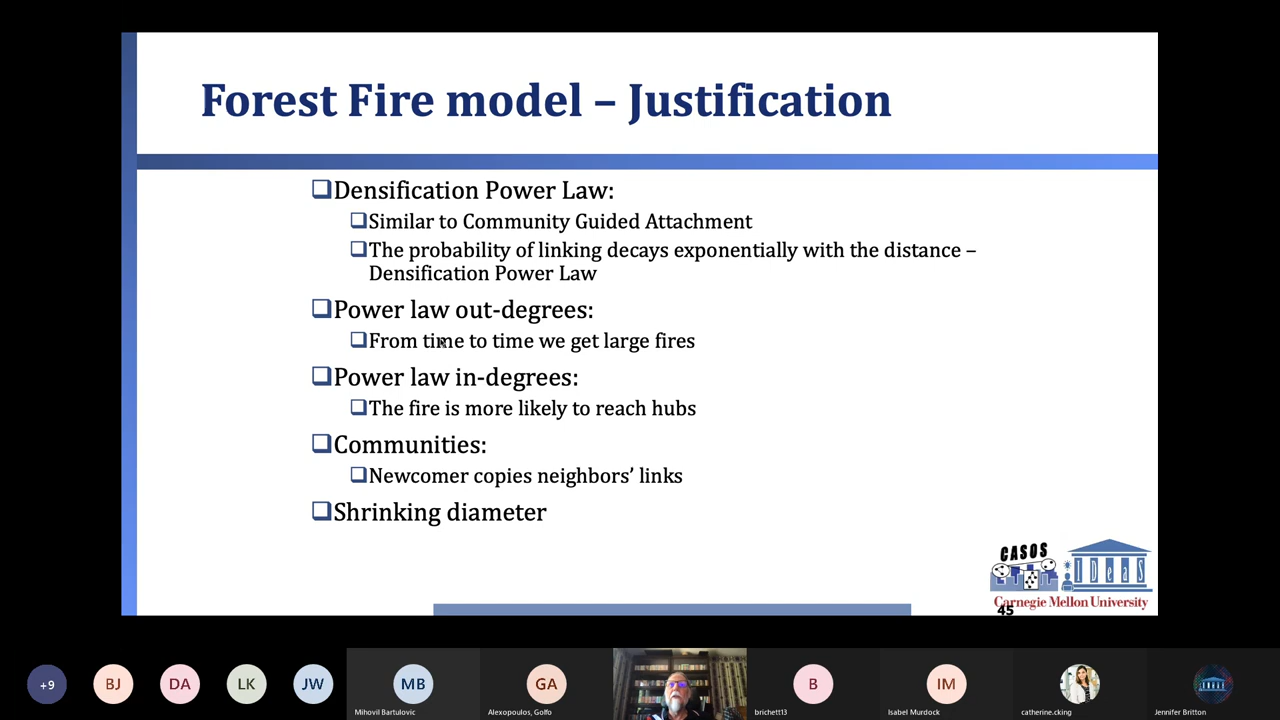 Forest Fire model – Justification
Densification Power Law:
Similar to Community Guided Attachment
The probability of linking decays exponentially with the distance –
Densification Power Law
Power law out-degrees:
From time to time we get large fires
Power law in-degrees:
The fire is more likely to reach hubs
Communities:
Newcomer copies neighbors’ links
Shrinking diameter
CASOS
IDeaS
Carnegie Mellon University
45
+9
BJ
DA
LK
JW
MB
GA
B
IM
Mihovil Bartulovic
Alexopoulos, Golfo
brichett13
Isabel Murdock
catherine.cking
Jennifer Britton